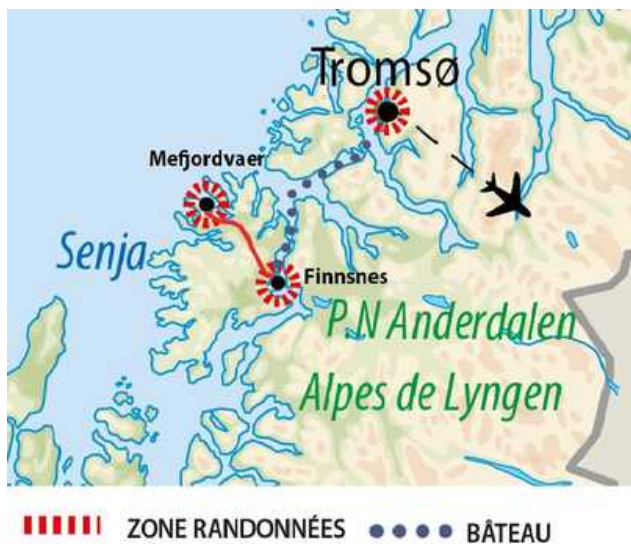 Tromsø
Mefjordvaer
Senja
Finnsnes
P.N Anderdalen
Alpes de Lyngen
ZONE RANDONNÉES
BÂTEAU